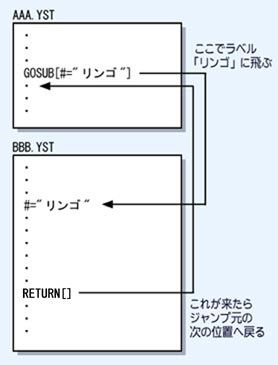 AAA.YST
GOSUB[#="リンゴ"]
ここでラベル
「リンゴ」に飛ぶ
BBB.YST
#="リンゴ"
RETURN[]
これが来たら
ジャンプ元の
次の位置へ戻る